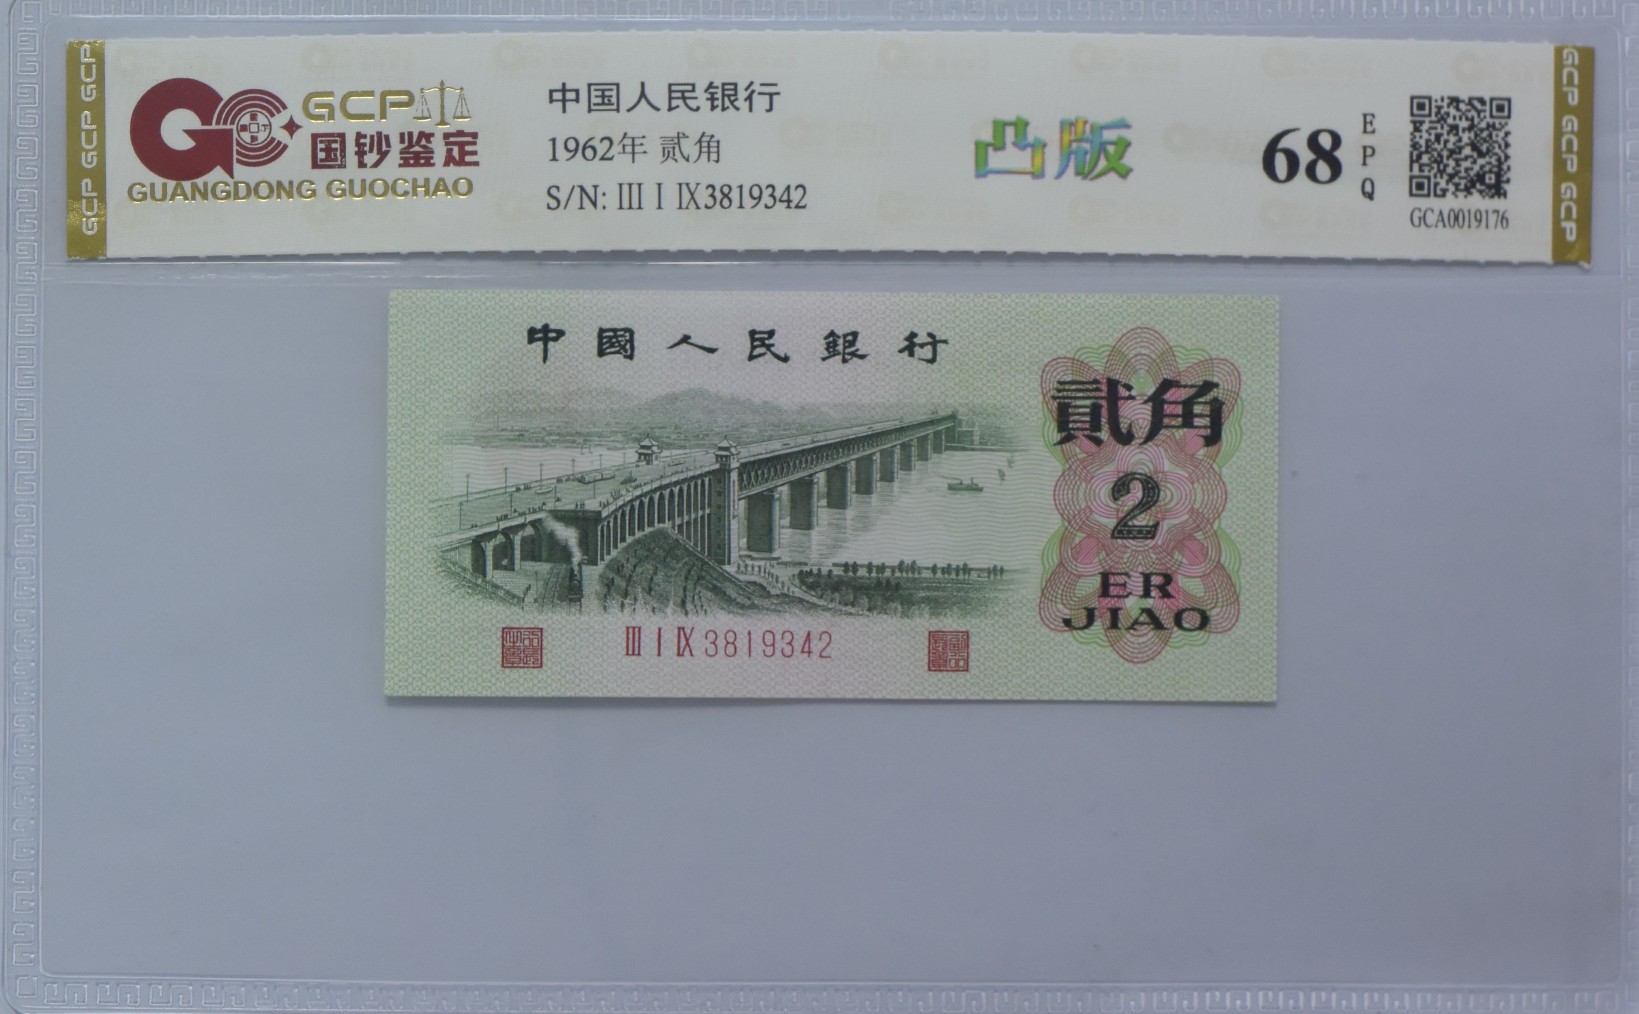 GCP GCP GCP
GCP
国钞鉴定
GUANGDONG GUOCHAO
中国人民银行
1962年 贰角
S/N: Ⅲ Ⅰ Ⅸ3819342
凸版
68
EPQ
GCA0019176
GCP GCP GCP
中國人民銀行
貳角
2
ER
JIAO
Ⅲ Ⅰ Ⅸ 3819342